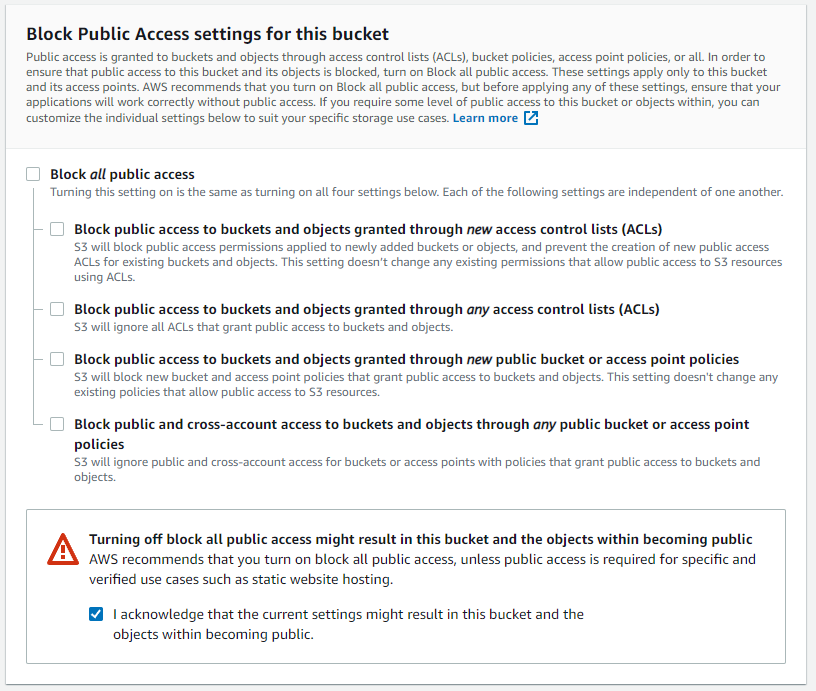 Block Public Access settings for this bucket
Public access is granted to buckets and objects through access control lists (ACLs), bucket policies, access point policies, or all. In order to
ensure that public access to this bucket and its objects is blocked, turn on Block all public access. These settings apply only to this bucket
and its access points. AWS recommends that you turn on Block all public access, but before applying any of these settings, ensure that your
applications will work correctly without public access. If you require some level of public access to this bucket or objects within, you can
customize the individual settings below to suit your specific storage use cases. Learn more
Block all public access
Turning this setting on is the same as turning on all four settings below. Each of the following settings are independent of one another.
Block public access to buckets and objects granted through new access control lists (ACLs)
S3 will block public access permissions applied to newly added buckets or objects, and prevent the creation of new public access
ACLs for existing buckets and objects. This setting doesn't change any existing permissions that allow public access to S3 resources
using ACLs.
Block public access to buckets and objects granted through any access control lists (ACLs)
S3 will ignore all ACLs that grant public access to buckets and objects.
Block public access to buckets and objects granted through new public bucket or access point policies
S3 will block new bucket and access point policies that grant public access to buckets and objects. This setting doesn't change any
existing policies that allow public access to S3 resources.
Block public and cross-account access to buckets and objects through any public bucket or access point
policies
S3 will ignore public and cross-account access for buckets or access points with policies that grant public access to buckets and
objects.
Turning off block all public access might result in this bucket and the objects within becoming public
AWS recommends that you turn on block all public access, unless public access is required for specific and
verified use cases such as static website hosting.
I acknowledge that the current settings might result in this bucket and the
objects within becoming public.